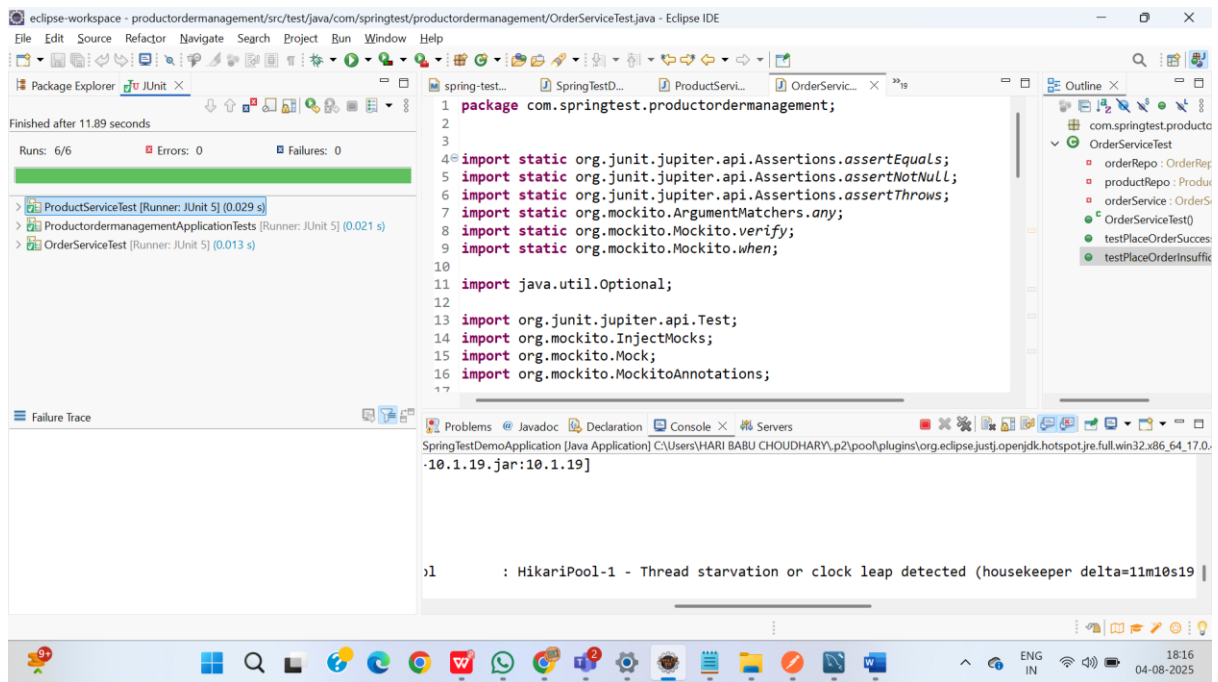 eclipse-workspace - productordermanagement/src/test/java/com/springtest/productordermanagement/OrderServiceTest.java - Eclipse IDE
File Edit Source Refactor Navigate Search Project Run Window Help
Package Explorer JUnit
Finished after 11.89 seconds
Runs: 6/6 Errors: 0 Failures: 0
ProductServiceTest [Runner: JUnit 5] (0.029 s)
ProductordermanagementApplicationTests [Runner: JUnit 5] (0.021 s)
OrderServiceTest [Runner: JUnit 5] (0.013 s)
Failure Trace
spring-test... SpringTestD... ProductServi... OrderServic... »19
1 package com.springtest.productordermanagement;
2
3
4 import static org.junit.jupiter.api.Assertions.assertEquals;
5 import static org.junit.jupiter.api.Assertions.assertNotNull;
6 import static org.junit.jupiter.api.Assertions.assertThrows;
7 import static org.mockito.ArgumentMatchers.any;
8 import static org.mockito.Mockito.verify;
9 import static org.mockito.Mockito.when;
10
11 import java.util.Optional;
12
13 import org.junit.jupiter.api.Test;
14 import org.mockito.InjectMocks;
15 import org.mockito.Mock;
16 import org.mockito.MockitoAnnotations;
17
Outline
com.springtest.producto
OrderServiceTest
orderRepo : OrderRep
productRepo : Produc
orderService : OrderS
OrderServiceTest()
testPlaceOrderSucces
testPlaceOrderInsuffic
Problems Javadoc Declaration Console Servers
SpringTestDemoApplication [Java Application] C:\Users\HARI BABU CHOUDHARY\.p2\pool\plugins\org.eclipse.justj.openjdk.hotspot.jre.full.win32.x86_64_17.0.
-10.1.19.jar:10.1.19]
ol : HikariPool-1 - Thread starvation or clock leap detected (housekeeper delta=11m10s19
9+
2
ENG
IN
18:16
04-08-2025